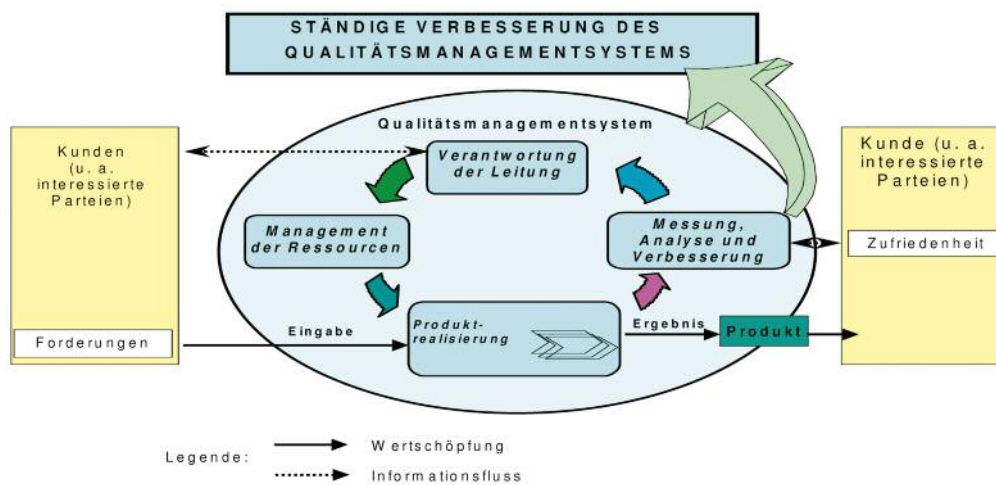 STÄNDIGE VERBESSERUNG DES
QUALITÄTSMANAGEMENTSYSTEMS
Qualitätsmanagementsystem
Kunden
(u. a.
interessierte
Parteien)
Verantwortung
der Leitung
Kunde (u. a.
interessierte
Parteien)
Management
der Ressourcen
Messung,
Analyse und
Verbesserung
Zufriedenheit
Forderungen
Eingabe
Produkt-
realisierung
Ergebnis
Produkt
Legende:
Wertschöpfung
Informationsfluss